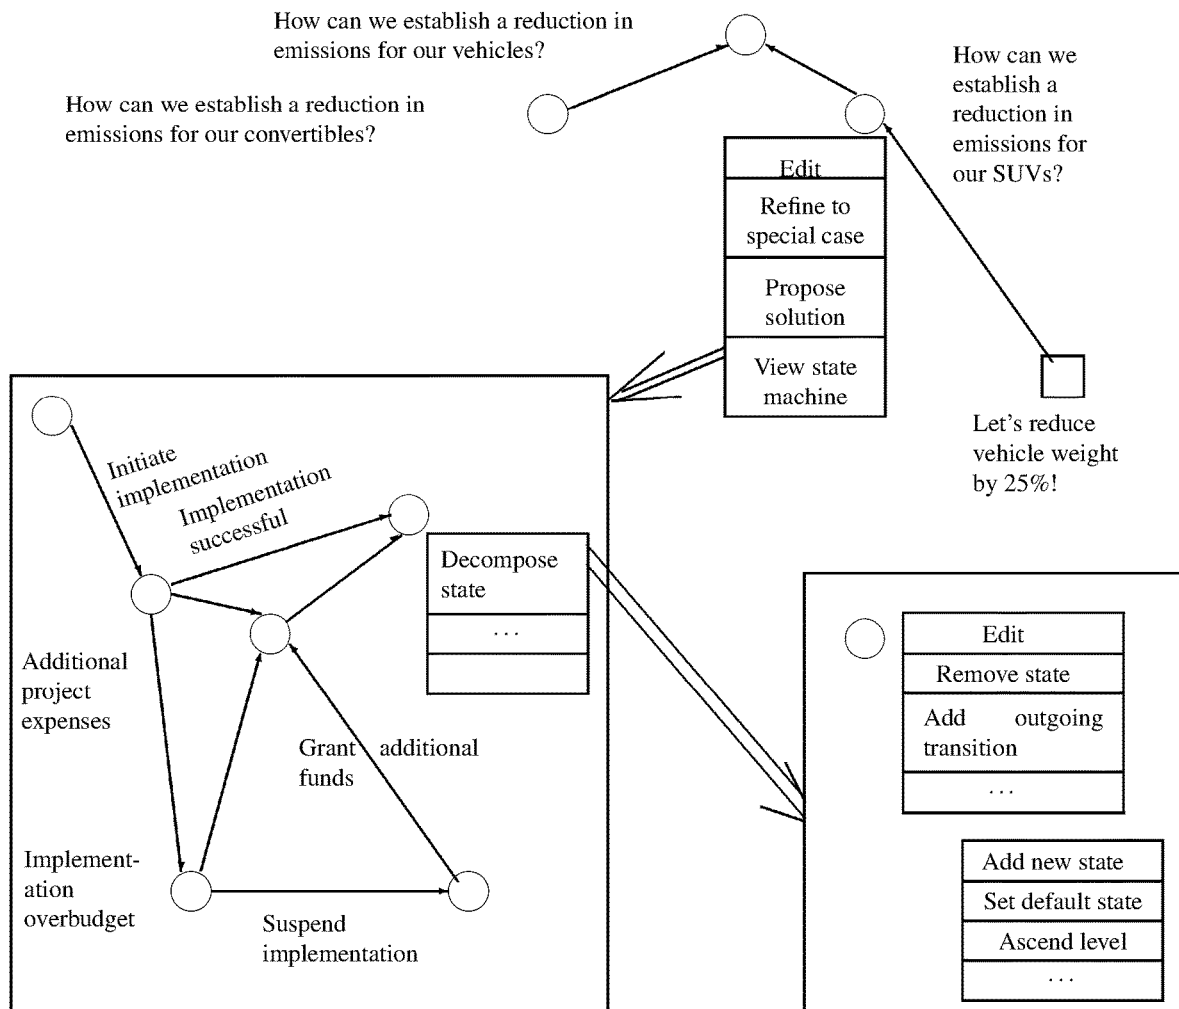 How can we establish a reduction in
emissions for our vehicles?
How can we establish a reduction in
emissions for our convertibles?
How can we
establish a
reduction in
emissions for
our SUVs?
Edit
Refine to
special case
Propose
solution
View state
machine
Let's reduce
vehicle weight
by 25%!
Initiate
implementation
Implementation
successful
Decompose
state
. . .
Additional
project
expenses
Grant additional
funds
Implement-
ation
overbudget
Suspend
implementation
Edit
Remove state
Add outgoing
transition
. . .
Add new state
Set default state
Ascend level
. . .